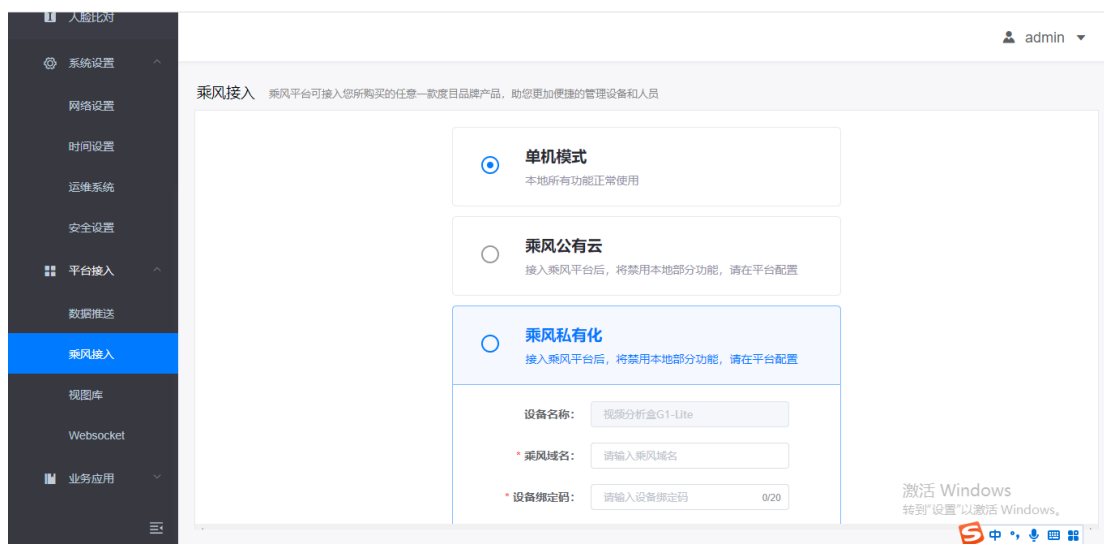 人脸比对
admin
系统设置
乘风接入 乘风平台可接入您所购买的任意一款度目品牌产品，助您更加便捷的管理设备和人员
网络设置
时间设置
运维系统
安全设置
平台接入
数据推送
乘风接入
视图库
Websocket
业务应用
单机模式
本地所有功能正常使用
乘风公有云
接入乘风平台后，将禁用本地部分功能，请在平台配置
乘风私有化
接入乘风平台后，将禁用本地部分功能，请在平台配置
设备名称： 视频分析盒G1-Lite
* 乘风域名： 请输入乘风域名
* 设备绑定码： 请输入设备绑定码 0/20
激活 Windows
转到"设置"以激活 Windows。
S 中